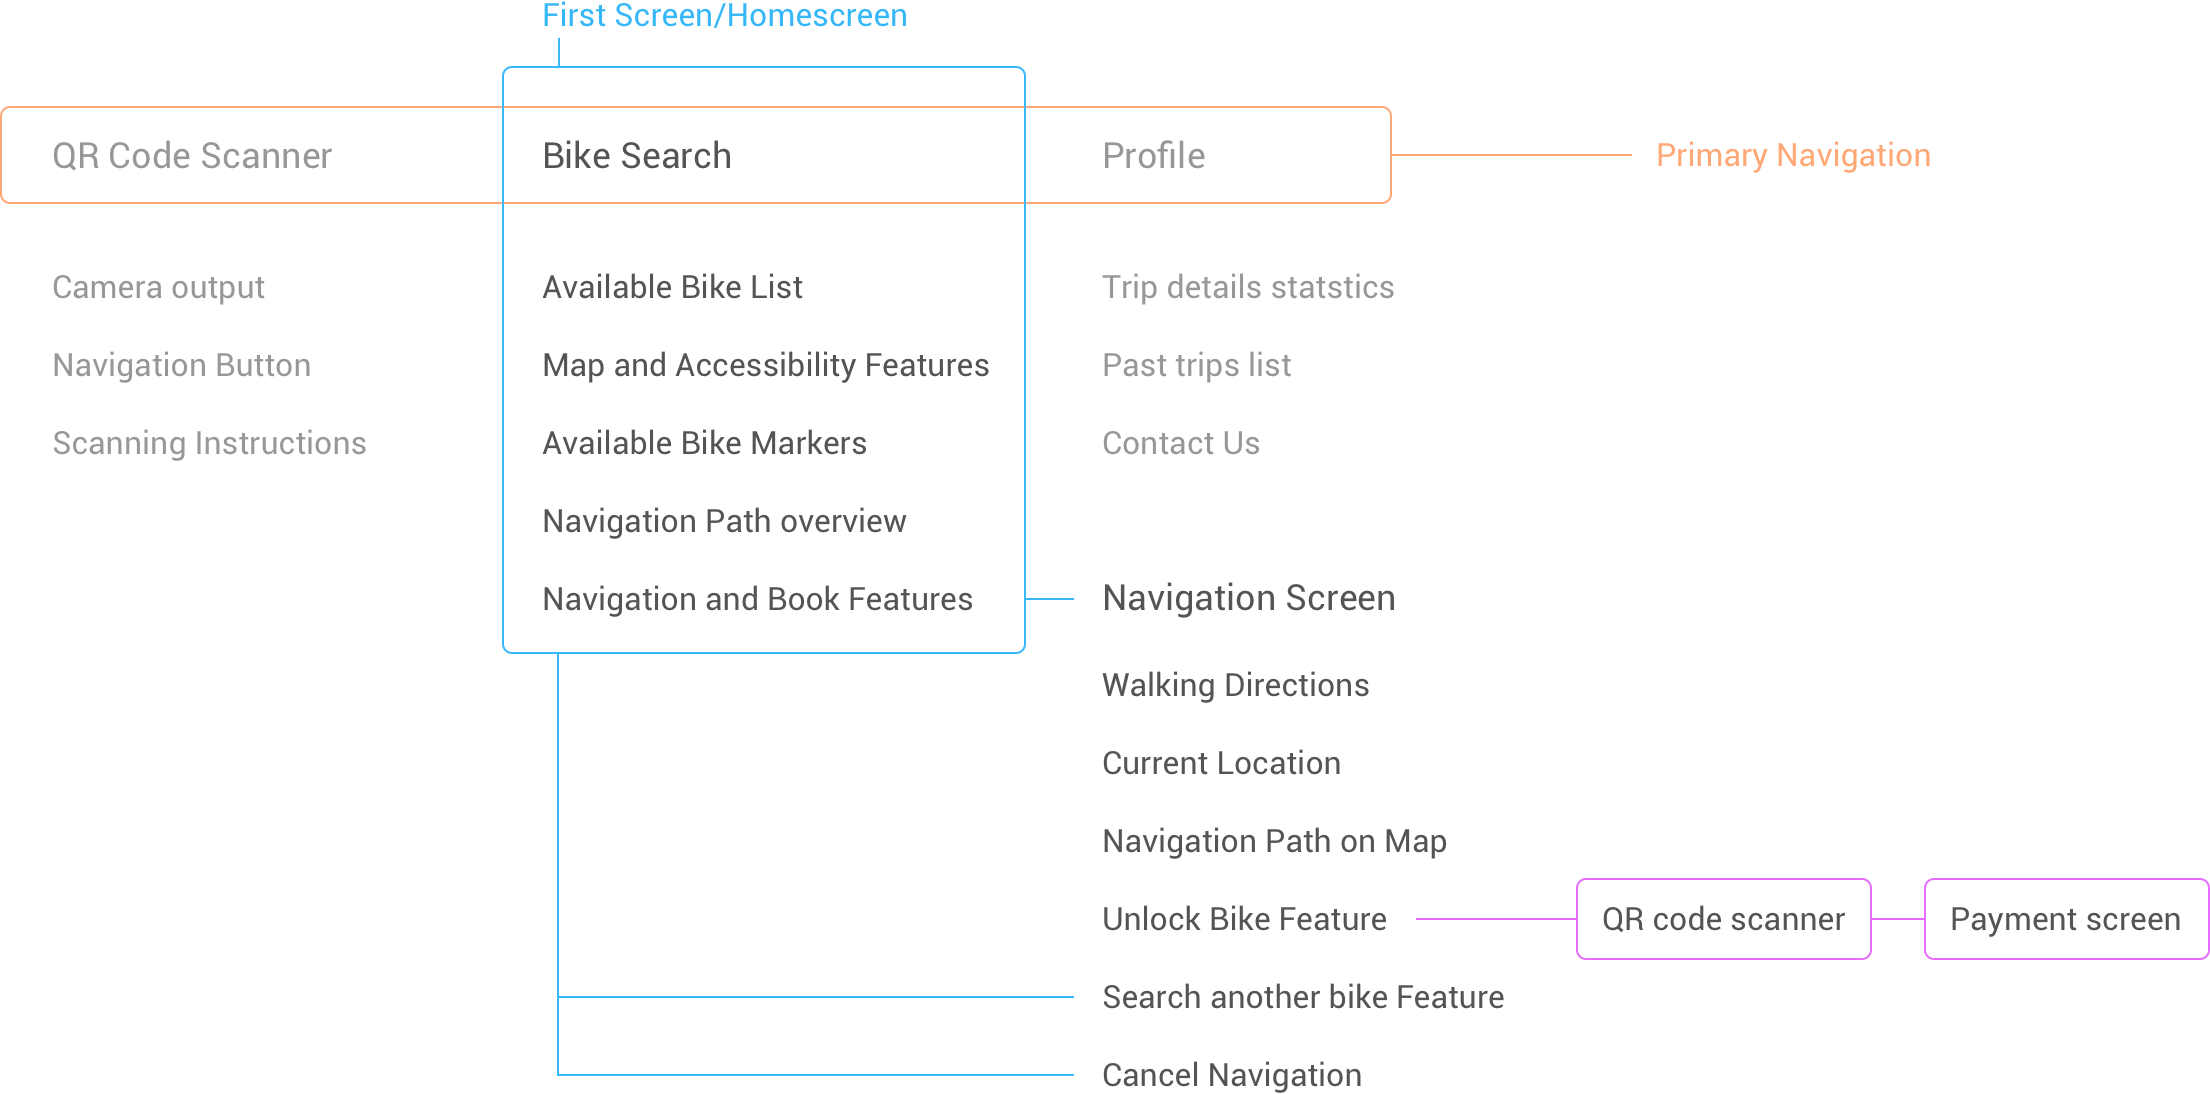 First Screen/Homescreen
QR Code Scanner
Bike Search
Profile
Primary Navigation
Camera output
Available Bike List
Trip details statstics
Navigation Button
Map and Accessibility Features
Past trips list
Scanning Instructions
Available Bike Markers
Contact Us
Navigation Path overview
Navigation and Book Features
Navigation Screen
Walking Directions
Current Location
Navigation Path on Map
Unlock Bike Feature
QR code scanner
Payment screen
Search another bike Feature
Cancel Navigation